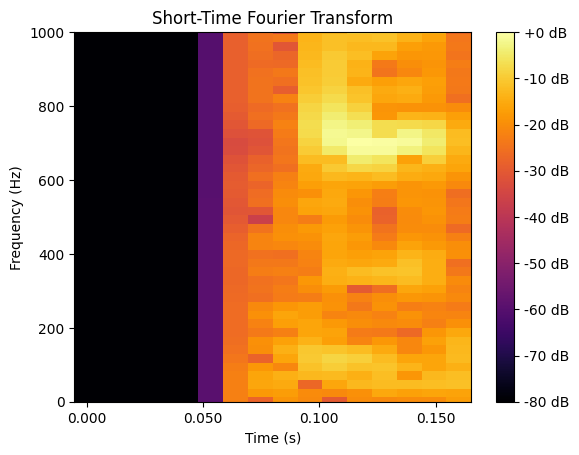 Short-Time Fourier Transform
Frequency (Hz)
1000
800
600
400
200
0
0.000
0.050
0.100
0.150
Time (s)
+0 dB
-10 dB
-20 dB
-30 dB
-40 dB
-50 dB
-60 dB
-70 dB
-80 dB